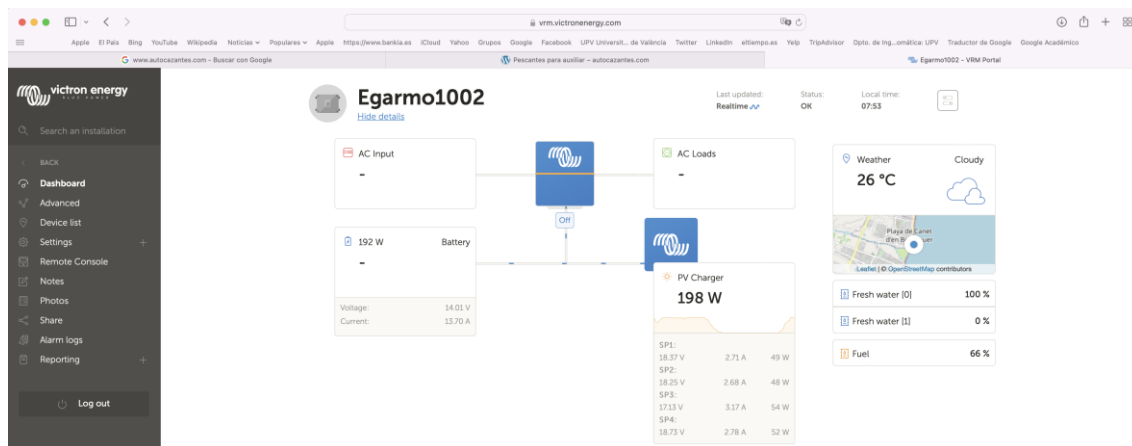 vrm.victronenergy.com
Apple El País Bing YouTube Wikipedia Noticias Populares Apple https://www.bankia.es iCloud Yahoo Grupos Google Facebook UPV Universit... de València Twitter LinkedIn eltiempo.es Yelp TripAdvisor Dpto. de Ing...omática: UPV Traductor de Google Google Académico
www.autocazantes.com - Buscar con Google
Pescantes para auxiliar – autocazantes.com
Egarmo1002 - VRM Portal
victron energy
BLUE POWER
Search an installation
BACK
Dashboard
Advanced
Device list
Settings +
Remote Console
Notes
Photos
Share
Alarm logs
Reporting +
Log out
Egarmo1002
Hide details
Last updated: Status: Local time:
Realtime OK 07:53
AC Input
-
AC Loads
-
Off
192 W Battery
-
Voltage: 14.01 V
Current: 13.70 A
PV Charger
198 W
SP1:
18.37 V 2.71 A 49 W
SP2:
18.25 V 2.68 A 48 W
SP3:
17.13 V 3.17 A 54 W
SP4:
18.73 V 2.78 A 52 W
Weather Cloudy
26 °C
Playa de Canet
Leaflet | © OpenStreetMap contributors
Fresh water [0] 100 %
Fresh water [1] 0 %
Fuel 66 %